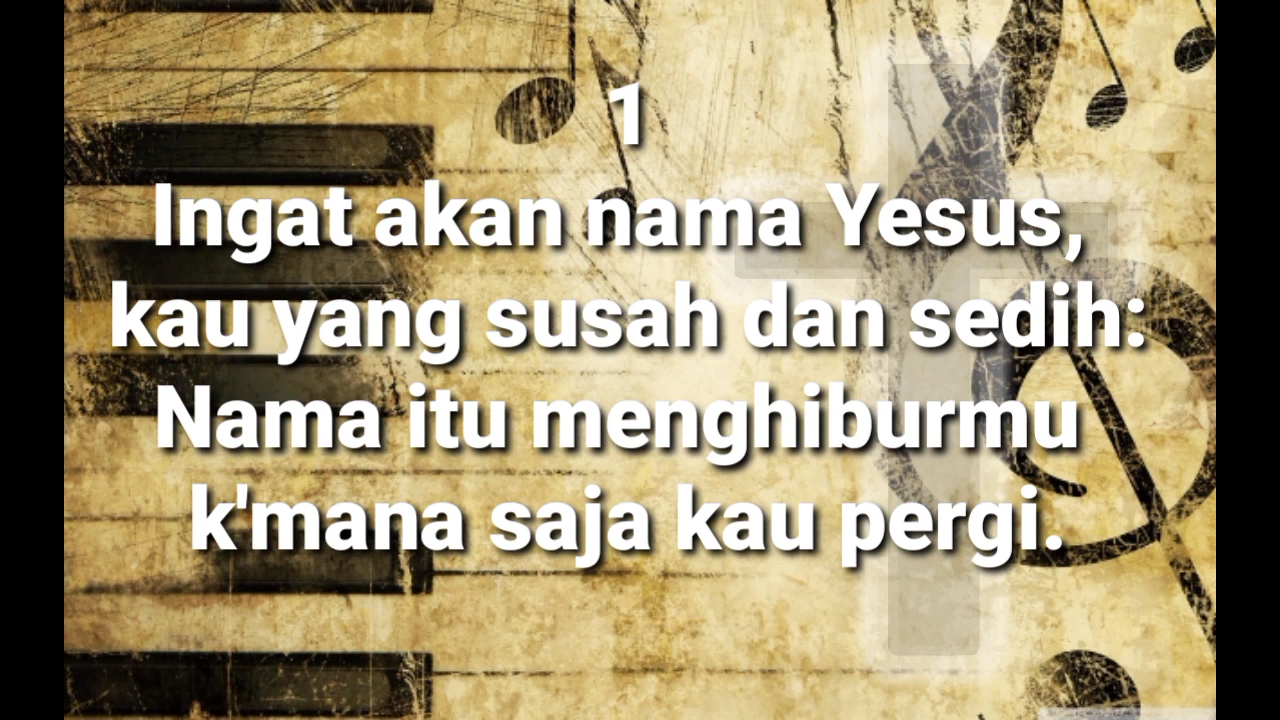 1
Ingat akan nama Yesus,
kau yang susah dan sedih:
Nama itu menghiburmu
k'mana saja kau pergi.